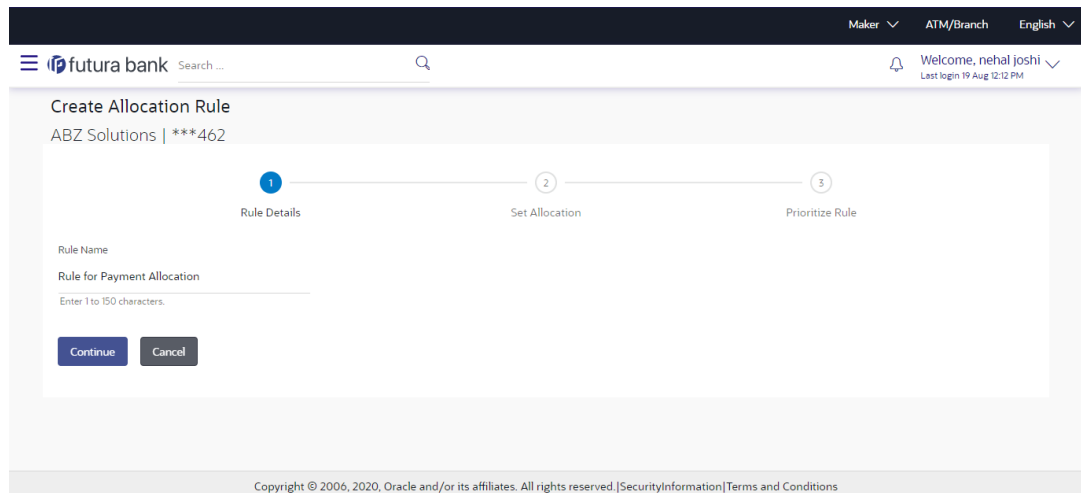 Maker ATM/Branch English
futura bank Search ... Welcome, nehal joshi
Last login 19 Aug 12:12 PM
Create Allocation Rule
ABZ Solutions | ***462
1 2 3
Rule Details Set Allocation Prioritize Rule
Rule Name
Rule for Payment Allocation
Enter 1 to 150 characters.
Continue Cancel
Copyright © 2006, 2020, Oracle and/or its affiliates. All rights reserved.|SecurityInformation|Terms and Conditions